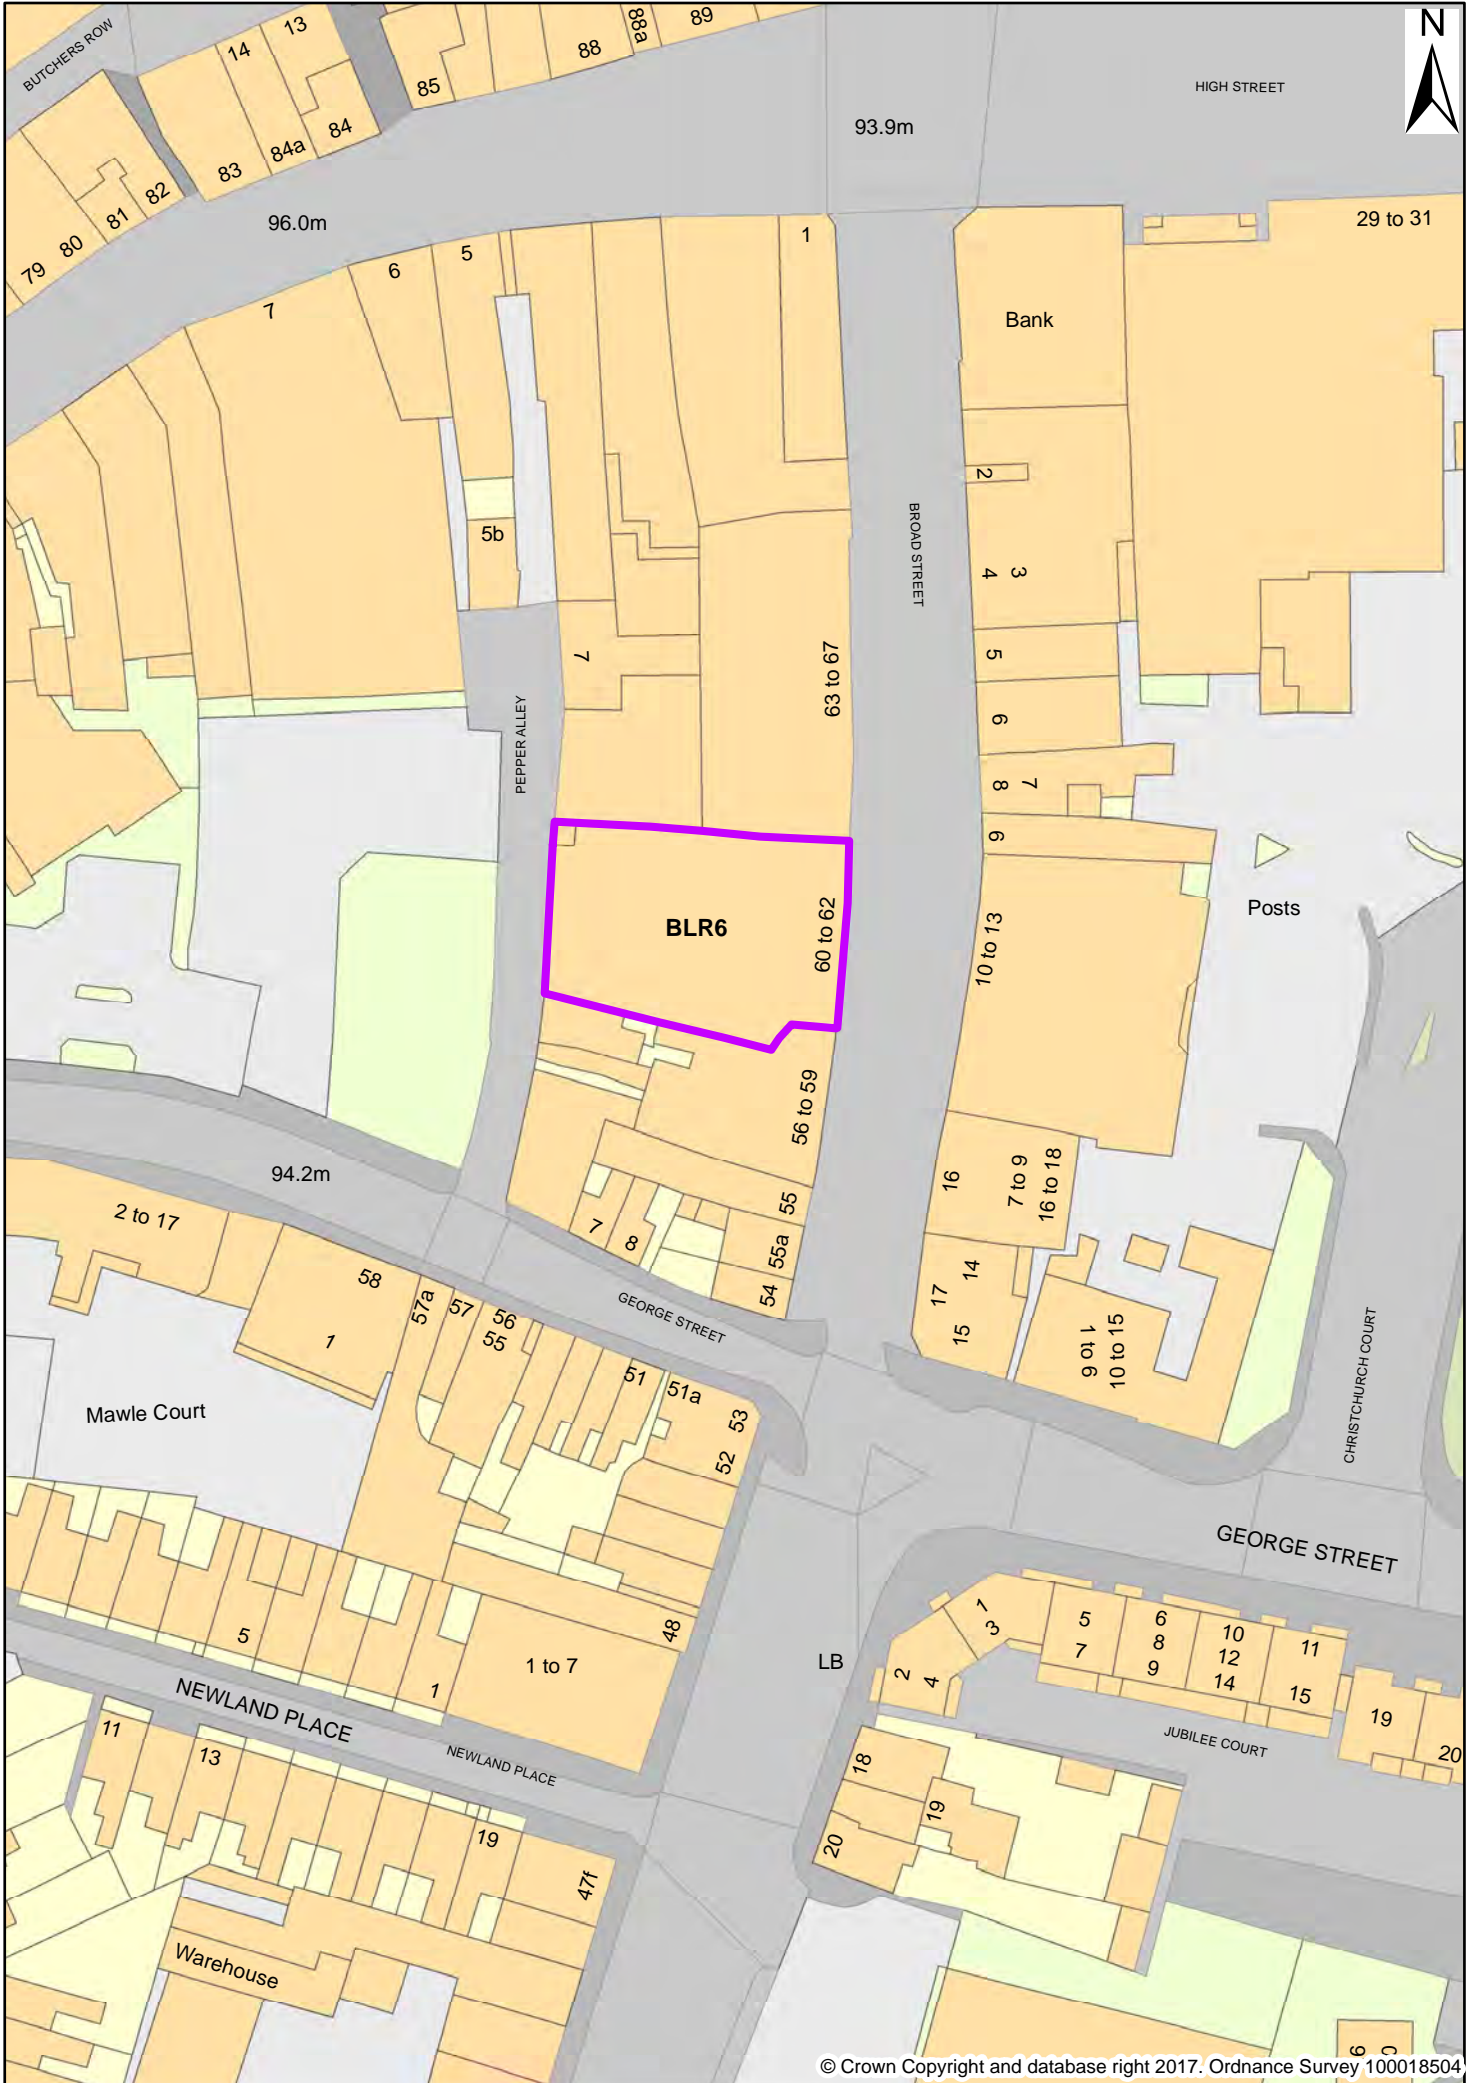 BUTCHERS ROW
13
14
88a
89
88
85
84
84a
83
82
81
80
79
N
HIGH STREET
93.9m
96.0m
29 to 31
1
5
6
7
Bank
2
5b
BROAD STREET
4
3
5
7
63 to 67
6
PEPPER ALLEY
8
7
9
BLR6
60 to 62
10 to 13
Posts
56 to 59
94.2m
16
7 to 9
16 to 18
2 to 17
7
8
55
55a
54
58
1
57a
57
56
55
GEORGE STREET
17
14
15
1 to 6
10 to 15
CHRISTCHURCH COURT
51
51a
53
52
Mawle Court
GEORGE STREET
5
1
48
1 to 7
LB
1
3
2
4
5
7
6
8
9
10
12
14
11
15
19
20
JUBILEE COURT
NEWLAND PLACE
NEWLAND PLACE
11
13
19
47f
18
19
20
Warehouse
© Crown Copyright and database right 2017. Ordnance Survey 100018504